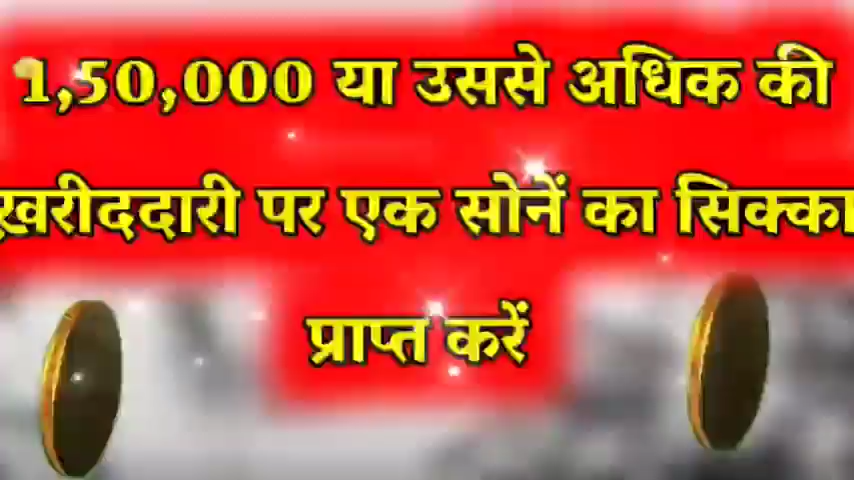 1,50,000 या उससे अधिक की
ख़रीददारी पर एक सोनें का सिक्का
प्राप्त करें